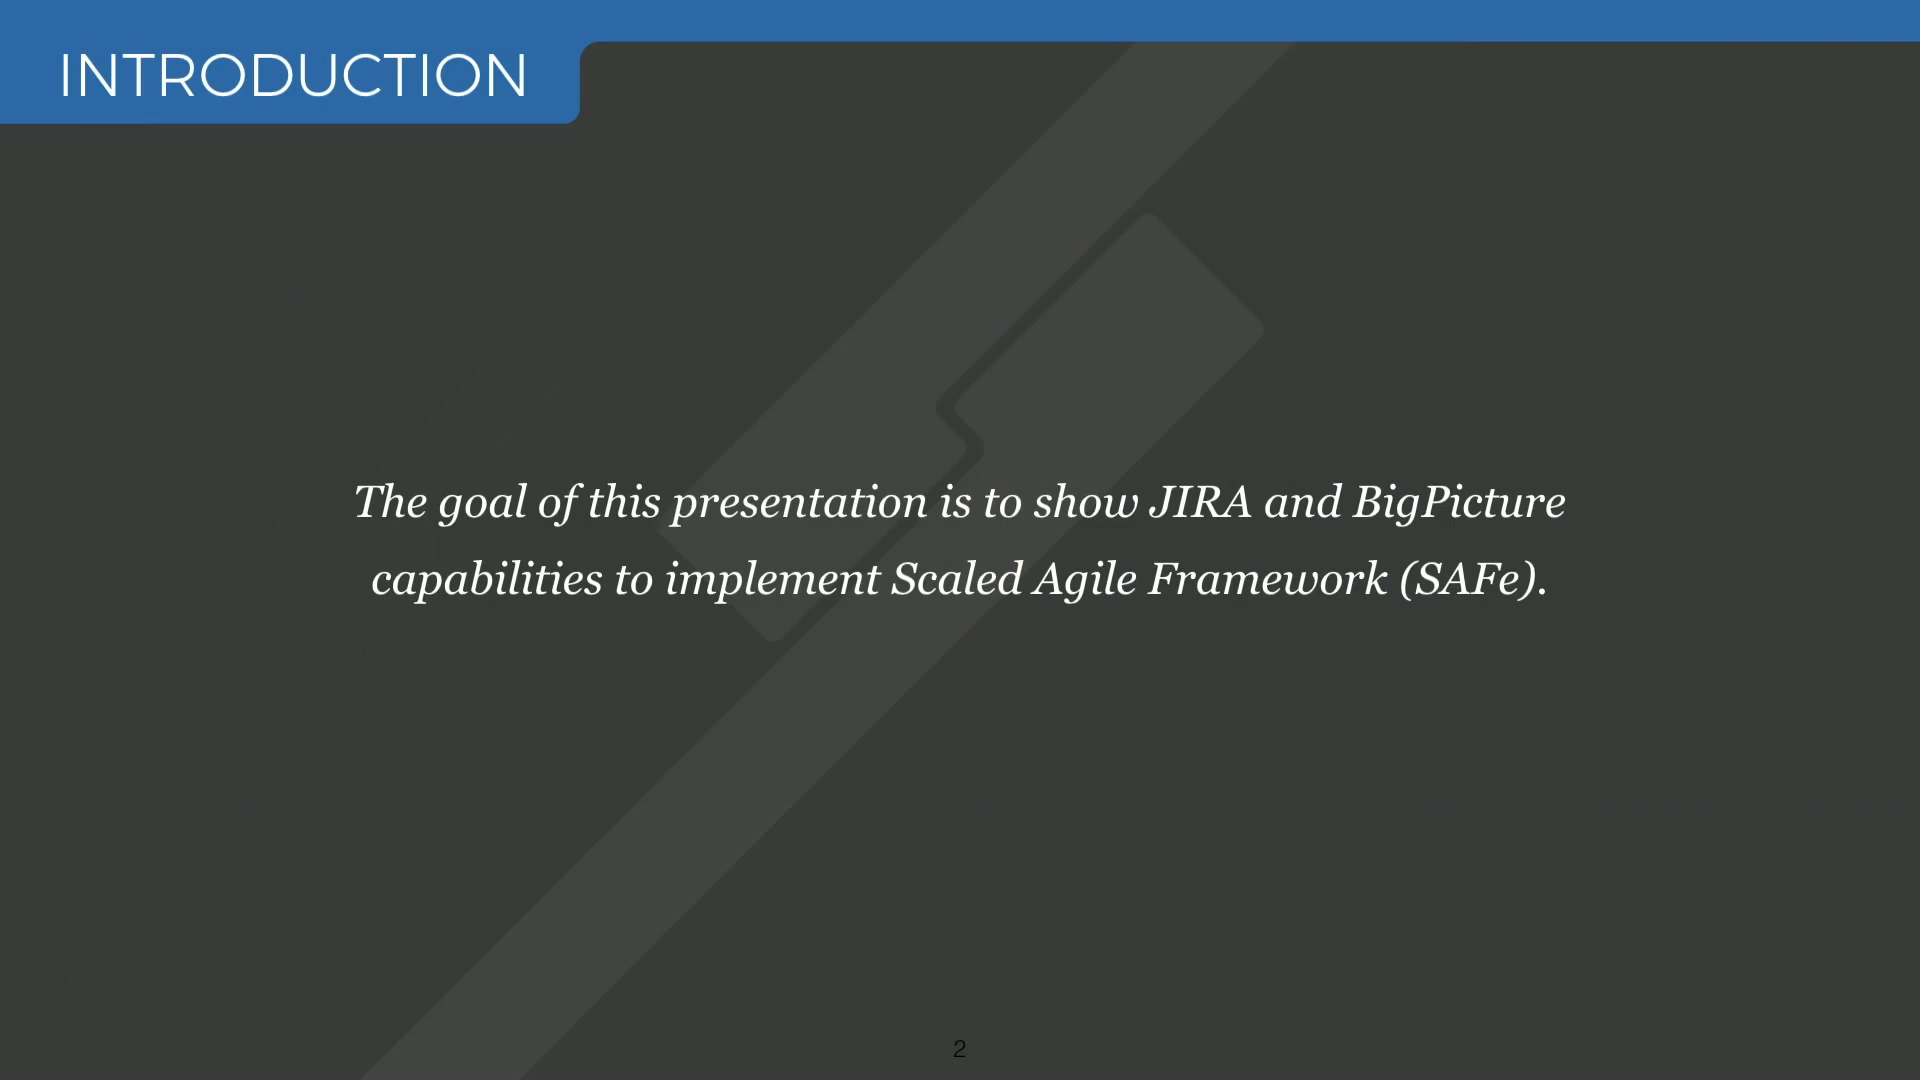 INTRODUCTION
The goal of this presentation is to show JIRA and BigPicture
capabilities to implement Scaled Agile Framework (SAFe).
2